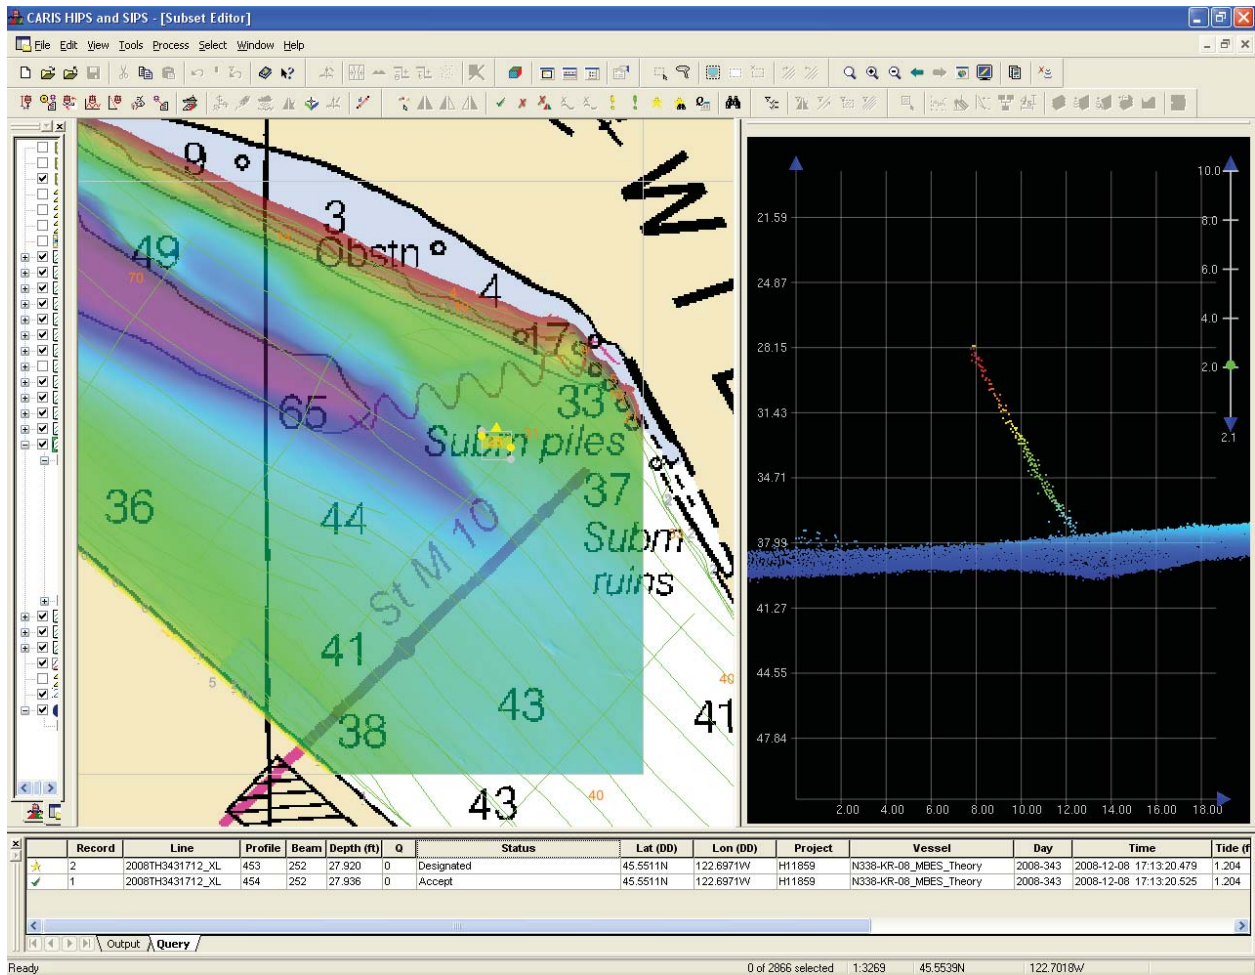 CARIS HIPS and SIPS - [Subset Editor]
File Edit View Tools Process Select Window Help
9
3
Obstn
49
70
4
17
65
33
Subm piles
37
36
44
St M 10
Subm
ruins
41
5
43
38
40
41
43
40
W
I
10.0
21.59
8.0
24.87
6.0
4.0
28.15
2.0
31.43
2.1
34.71
37.99
41.27
44.55
47.84
2.00 4.00 6.00 8.00 10.00 12.00 14.00 16.00 18.00
Record Line Profile Beam Depth (ft) Q Status Lat (DD) Lon (DD) Project Vessel Day Time Tide (f
2 2008TH3431712_XL 453 252 27.920 0 Designated 45.5511N 122.6971W H11859 N338-KR-08_MBES_Theory 2008-343 2008-12-08 17:13:20.479 1.204
1 2008TH3431712_XL 454 252 27.936 0 Accept 45.5511N 122.6971W H11859 N338-KR-08_MBES_Theory 2008-343 2008-12-08 17:13:20.525 1.204
Output Query
Ready 0 of 2866 selected 1:3269 45.5539N 122.7018W